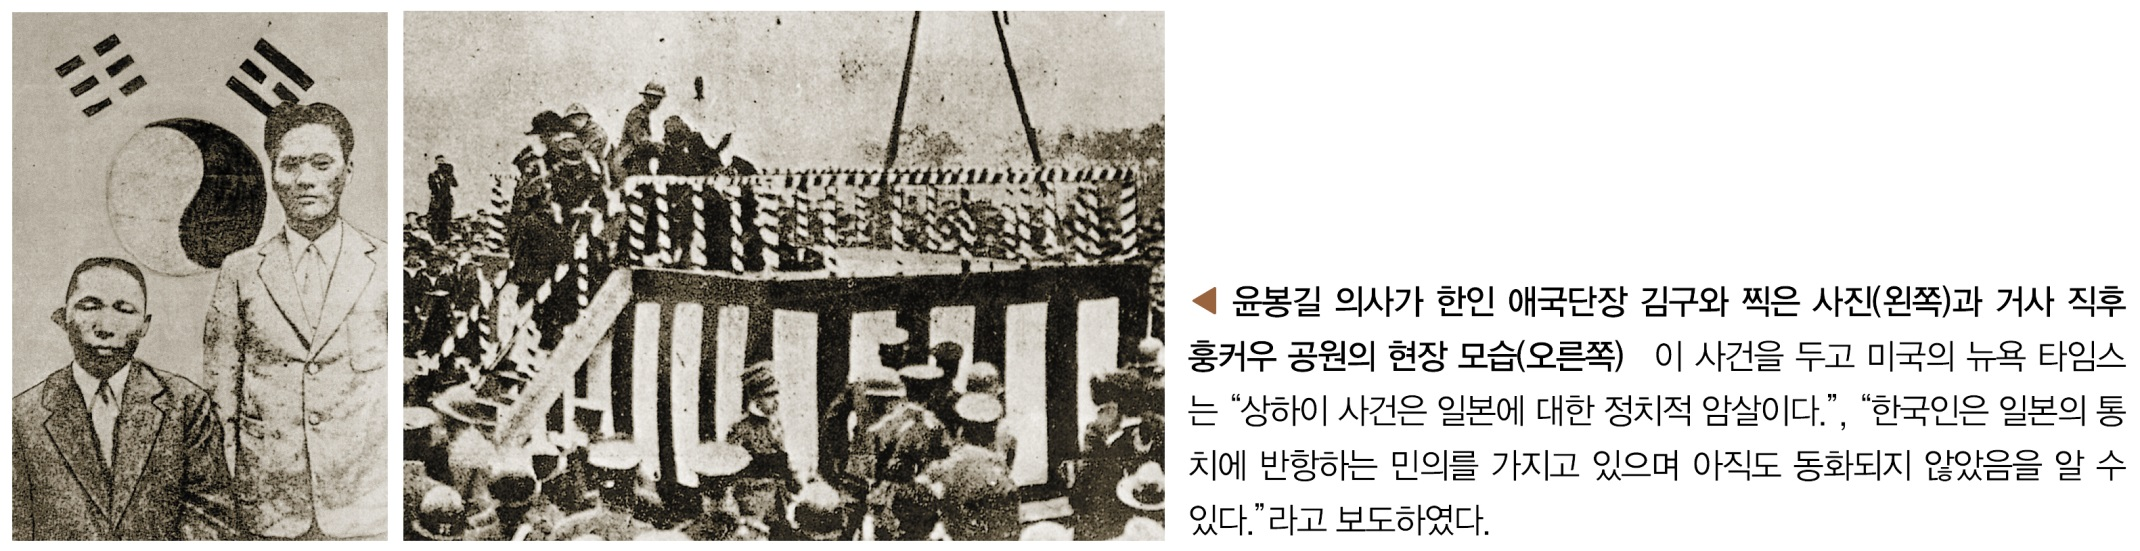 ◀ 윤봉길 의사가 한인 애국단장 김구와 찍은 사진(왼쪽)과 거사 직후
훙커우 공원의 현장 모습(오른쪽) 이 사건을 두고 미국의 뉴욕 타임스
는 “상하이 사건은 일본에 대한 정치적 암살이다.”, “한국인은 일본의 통
치에 반항하는 민의를 가지고 있으며 아직도 동화되지 않았음을 알 수
있다.”라고 보도하였다.